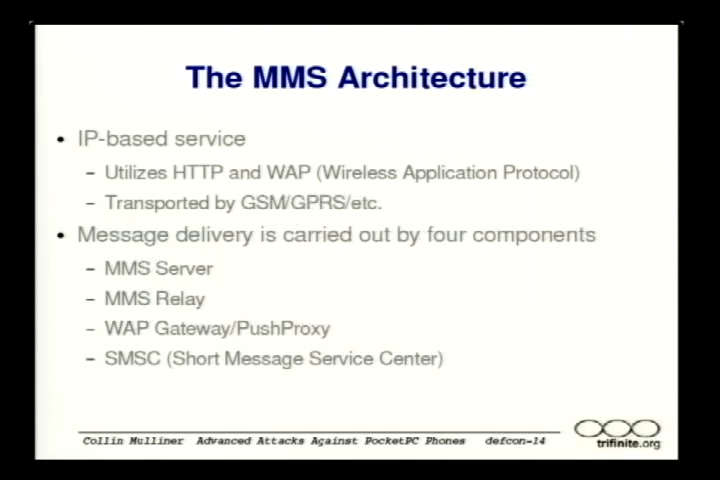 The MMS Architecture
• IP-based service
– Utilizes HTTP and WAP (Wireless Application Protocol)
– Transported by GSM/GPRS/etc.
• Message delivery is carried out by four components
– MMS Server
– MMS Relay
– WAP Gateway/PushProxy
– SMSC (Short Message Service Center)
Collin Mulliner Advanced Attacks Against PocketPC Phones defcon-14
trifinite.org